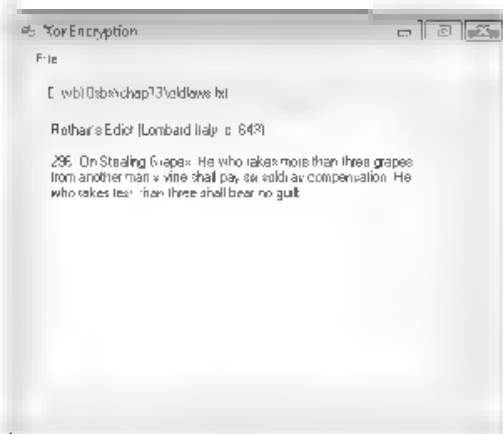 Xor Encryption
File
Rothar's Edict (Lombard Italy c. 643)
296. On Stealing Grapes. He who takes more than three grapes
from another man's vine shall pay six soldi as compensation. He
who takes less than three shall bear no guilt